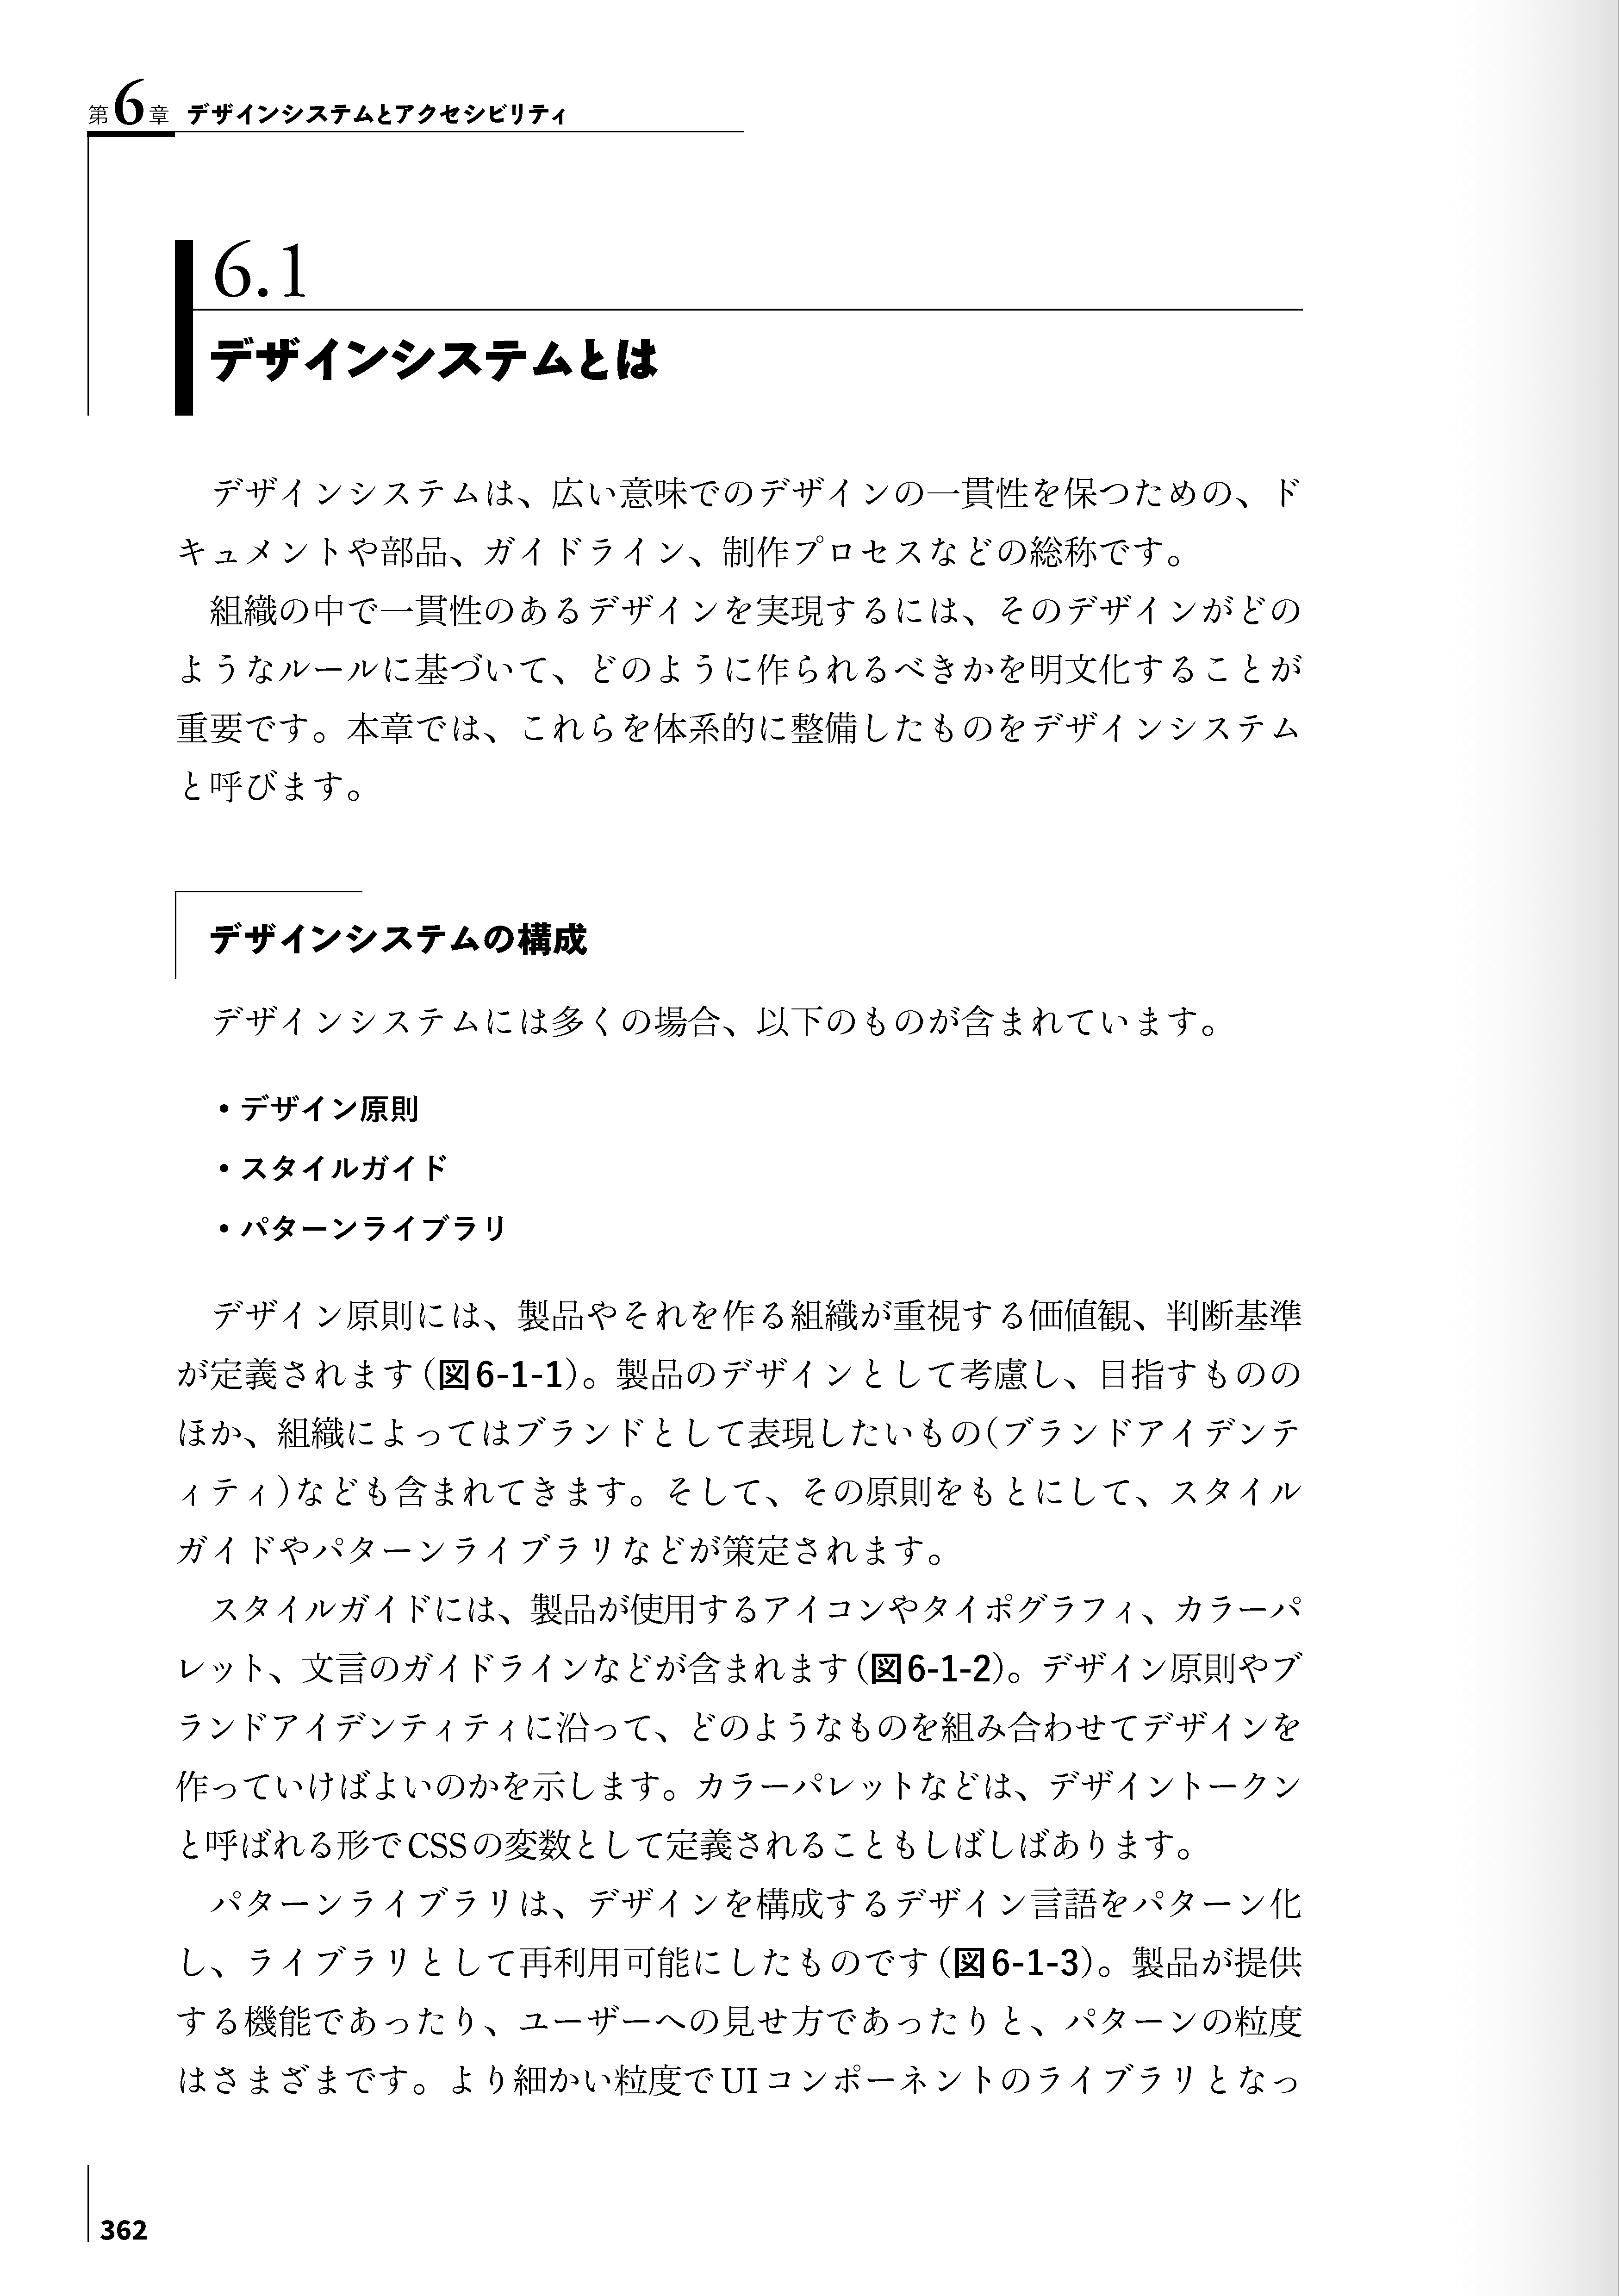 第6章 デザインシステムとアクセシビリティ
6.1
デザインシステムとは
デザインシステムは、広い意味でのデザインの一貫性を保つための、ド
キュメントや部品、ガイドライン、制作プロセスなどの総称です。
組織の中で一貫性のあるデザインを実現するには、そのデザインがどの
ようなルールに基づいて、どのように作られるべきかを明文化することが
重要です。本章では、これらを体系的に整備したものをデザインシステム
と呼びます。
デザインシステムの構成
デザインシステムには多くの場合、以下のものが含まれています。
・デザイン原則
・スタイルガイド
・パターンライブラリ
デザイン原則には、製品やそれを作る組織が重視する価値観、判断基準
が定義されます（図6-1-1）。製品のデザインとして考慮し、目指すものの
ほか、組織によってはブランドとして表現したいもの（ブランドアイデンテ
ィティ）なども含まれてきます。そして、その原則をもとにして、スタイル
ガイドやパターンライブラリなどが策定されます。
スタイルガイドには、製品が使用するアイコンやタイポグラフィ、カラーパ
レット、文言のガイドラインなどが含まれます（図6-1-2）。デザイン原則やブ
ランドアイデンティティに沿って、どのようなものを組み合わせてデザインを
作っていけばよいのかを示します。カラーパレットなどは、デザイントークン
と呼ばれる形でCSSの変数として定義されることもしばしばあります。
パターンライブラリは、デザインを構成するデザイン言語をパターン化
し、ライブラリとして再利用可能にしたものです（図6-1-3）。製品が提供
する機能であったり、ユーザーへの見せ方であったりと、パターンの粒度
はさまざまです。より細かい粒度でUIコンポーネントのライブラリとなっ
362